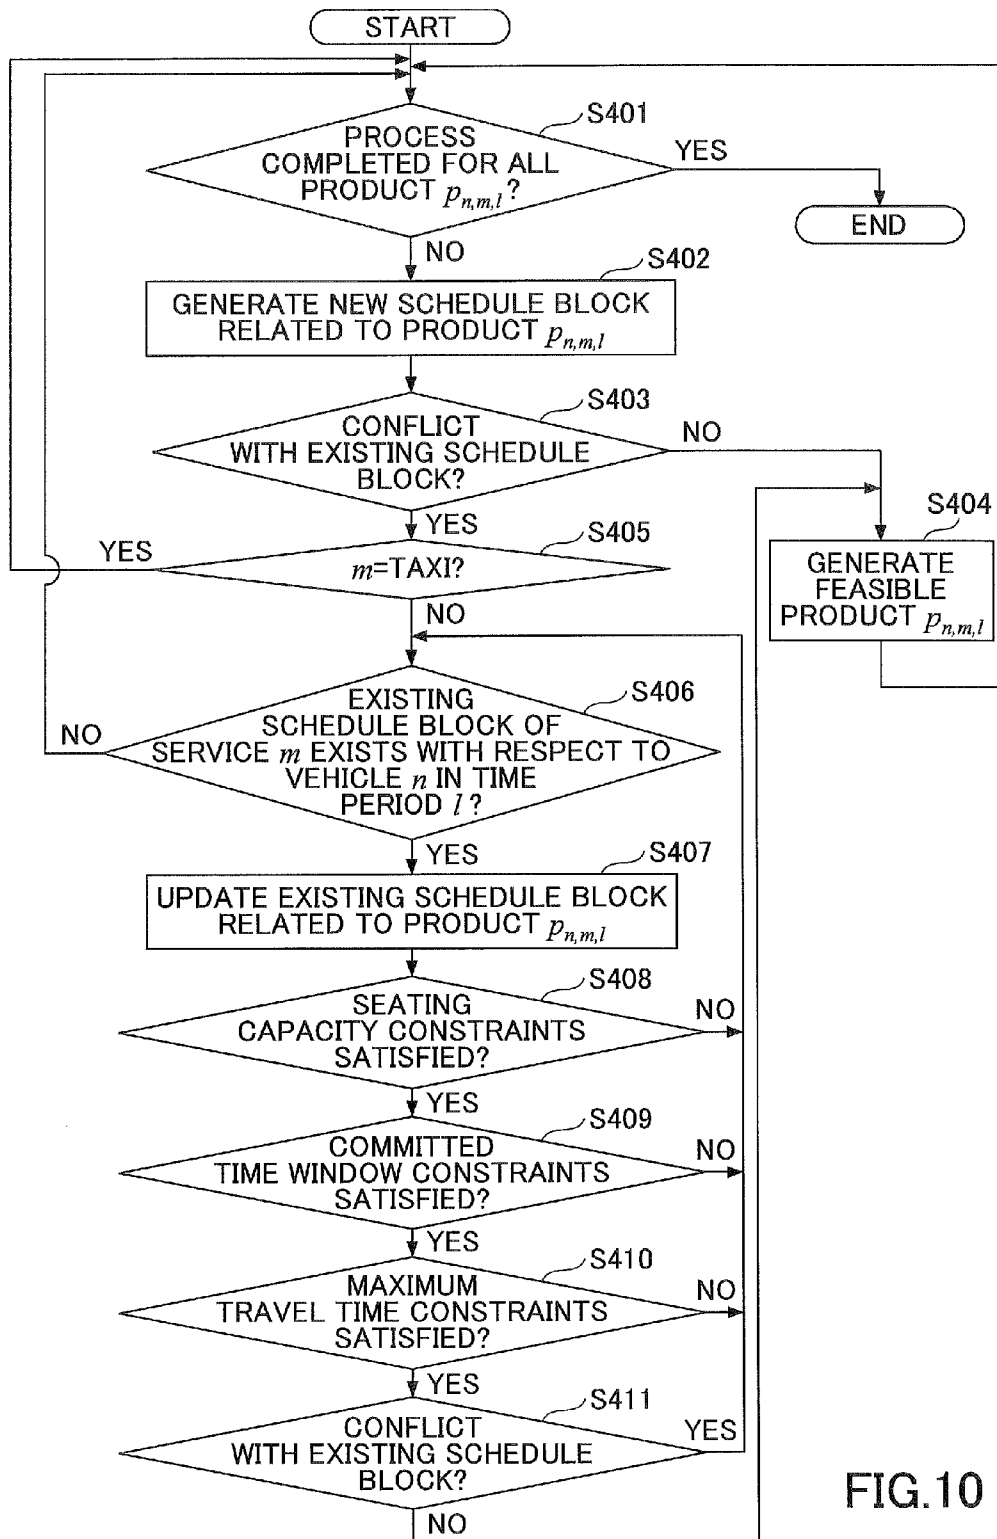 START
S401
PROCESS
COMPLETED FOR ALL
PRODUCT p_{n,m,l}?
YES
END
NO
S402
GENERATE NEW SCHEDULE BLOCK
RELATED TO PRODUCT p_{n,m,l}
S403
CONFLICT
WITH EXISTING SCHEDULE
BLOCK?
NO
YES
S404
GENERATE
FEASIBLE
PRODUCT p_{n,m,l}
S405
YES
m=TAXI?
NO
S406
EXISTING
SCHEDULE BLOCK OF
SERVICE m EXISTS WITH RESPECT TO
VEHICLE n IN TIME
PERIOD l?
NO
YES
S407
UPDATE EXISTING SCHEDULE BLOCK
RELATED TO PRODUCT p_{n,m,l}
S408
SEATING
CAPACITY CONSTRAINTS
SATISFIED?
NO
YES
S409
COMMITTED
TIME WINDOW CONSTRAINTS
SATISFIED?
NO
YES
S410
MAXIMUM
TRAVEL TIME CONSTRAINTS
SATISFIED?
NO
YES
S411
CONFLICT
WITH EXISTING SCHEDULE
BLOCK?
YES
NO
FIG.10